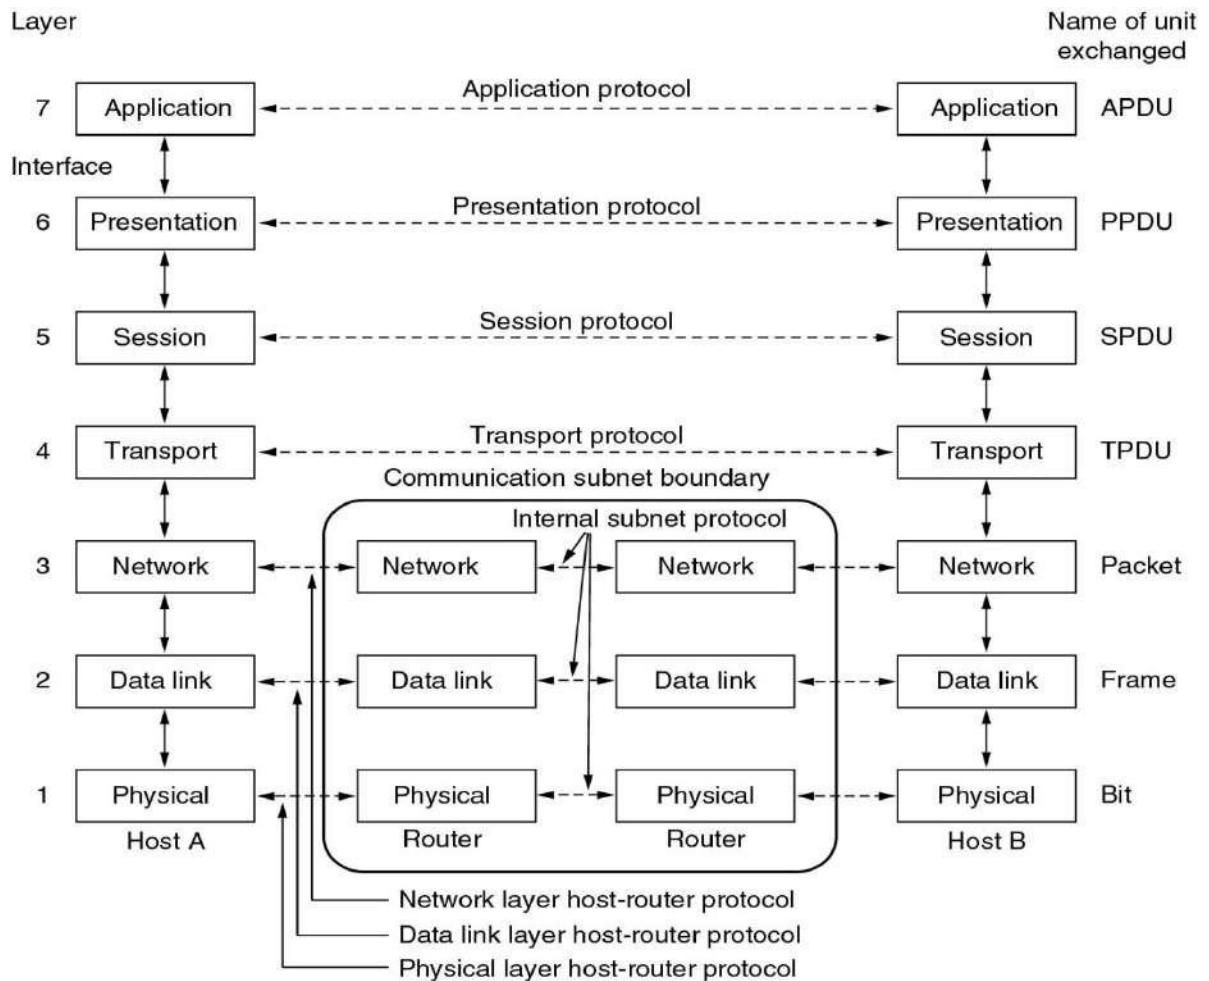 Layer
Name of unit
exchanged
7 Application Application protocol Application APDU
Interface
6 Presentation Presentation protocol Presentation PPDU
5 Session Session protocol Session SPDU
4 Transport Transport protocol Transport TPDU
Communication subnet boundary
Internal subnet protocol
3 Network Network Network Network Packet
2 Data link Data link Data link Data link Frame
1 Physical Physical Physical Physical Bit
Host A Router Router Host B
Network layer host-router protocol
Data link layer host-router protocol
Physical layer host-router protocol